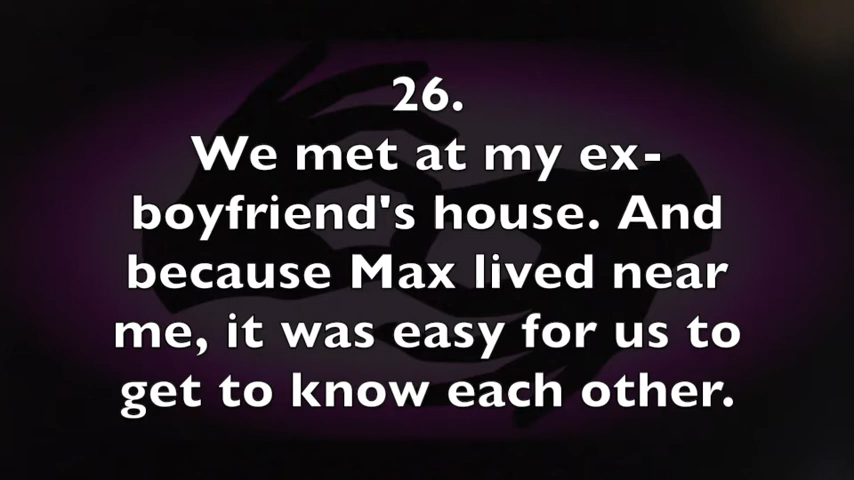 26.
We met at my ex-
boyfriend's house. And
because Max lived near
me, it was easy for us to
get to know each other.